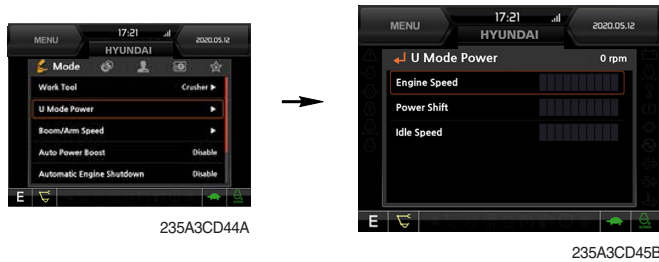 MENU
17:21
2020.05.12
HYUNDAI
Mode
Work Tool Crusher ►
U Mode Power ►
Boom/Arm Speed ►
Auto Power Boost Disable
Automatic Engine Shutdown Disable
E
235A3CD44A
MENU
17:21
2020.05.12
HYUNDAI
U Mode Power 0 rpm
Engine Speed
Power Shift
Idle Speed
E
235A3CD45B